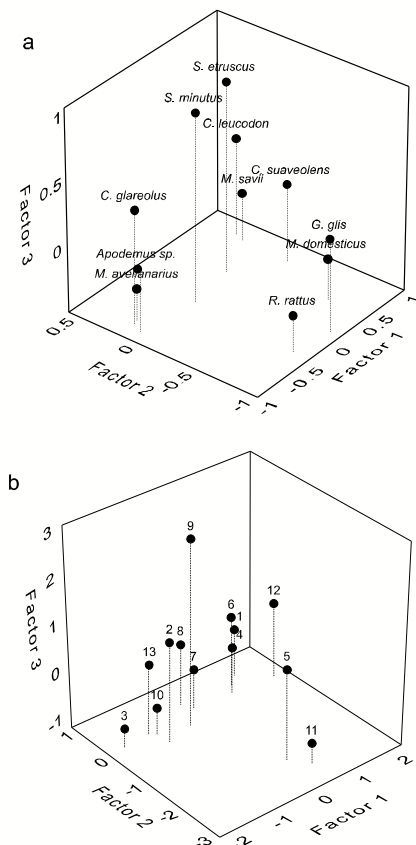 a
S. etruscus
S. minutus
C. leucodon
C. suaveolens
M. savii
C. glareolus
G. glis
M. domesticus
Apodemus sp.
M. avellanarius
R. rattus
1
0.5
0
Factor 3
0.5
0
-0.5
-1
Factor 2
-1
-0.5
0
0.5
1
Factor 1
b
9
12
6
1
4
2
8
7
5
13
10
3
11
3
2
1
0
-1
Factor 3
-1
0
-1
-2
-3
Factor 2
-2
-1
0
1
2
Factor 1